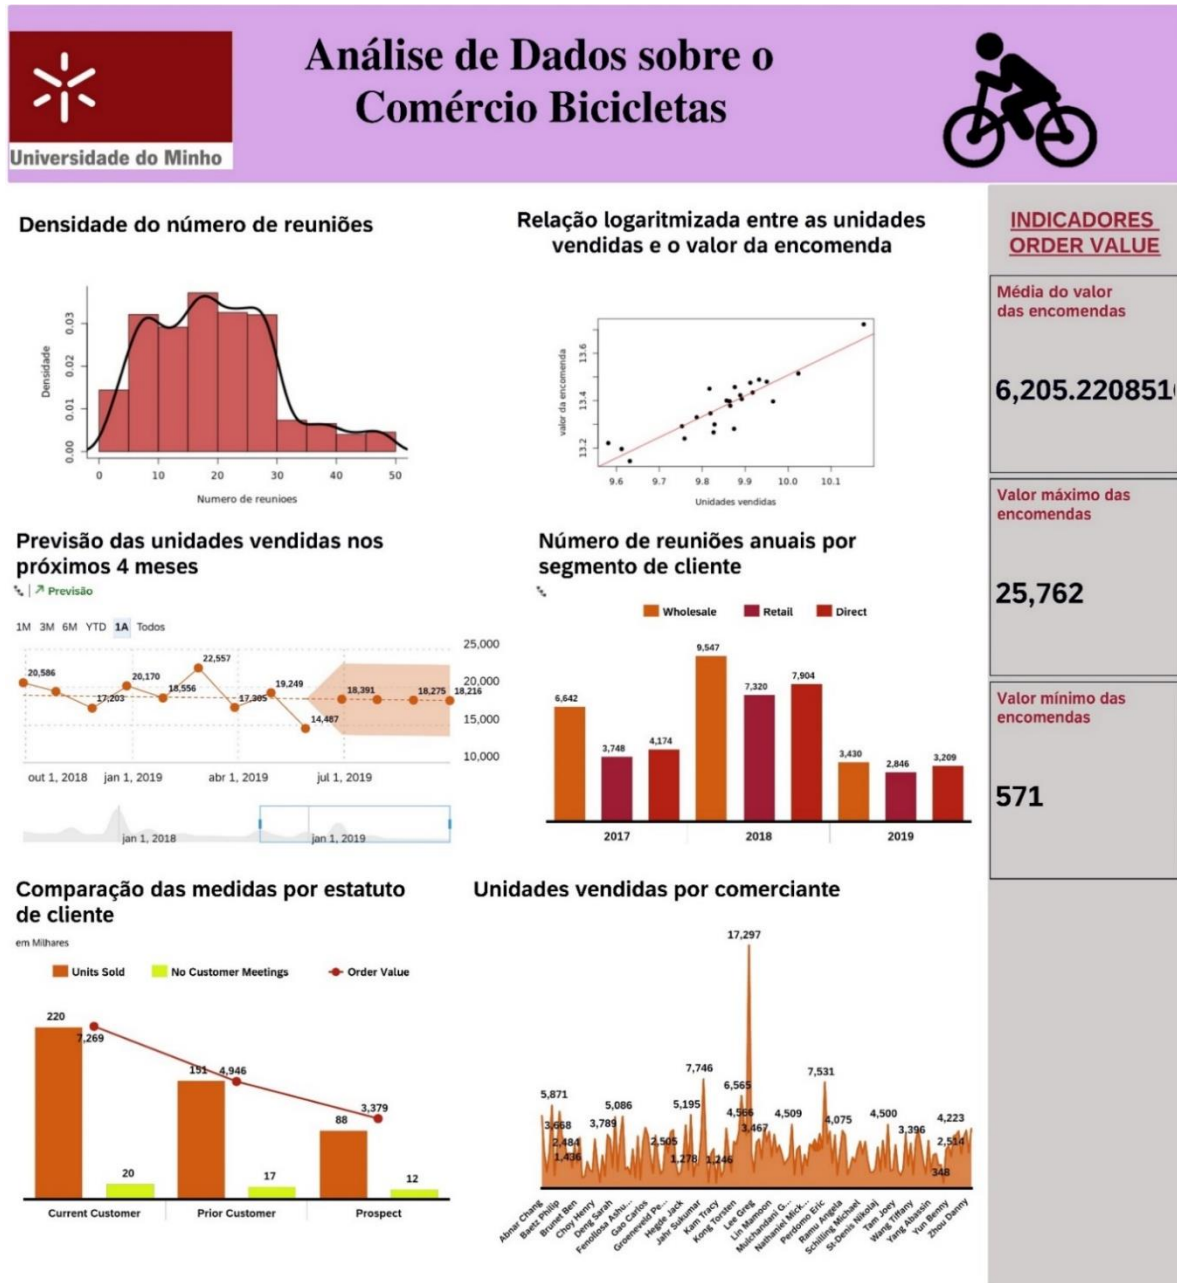 Universidade do Minho
Análise de Dados sobre o
Comércio Bicicletas
Densidade do número de reuniões
Densidade
0.00
0.01
0.02
0.03
0
10
20
30
40
50
Numero de reunioes
Relação logaritmizada entre as unidades
vendidas e o valor da encomenda
valor da encomenda
13.2
13.4
13.6
9.6
9.7
9.8
9.9
10.0
10.1
Unidades vendidas
INDICADORES
ORDER VALUE
Média do valor
das encomendas
6,205.220851
Valor máximo das
encomendas
25,762
Valor mínimo das
encomendas
571
Previsão das unidades vendidas nos
próximos 4 meses
Previsão
1M 3M 6M YTD 1A Todos
25,000
20,000
15,000
10,000
20,586
17,203
20,170
18,556
22,557
17,305
19,249
14,487
18,391
18,275
18,216
out 1, 2018
jan 1, 2019
abr 1, 2019
jul 1, 2019
jan 1, 2018
jan 1, 2019
Número de reuniões anuais por
segmento de cliente
Wholesale Retail Direct
6,642
3,748
4,174
9,547
7,320
7,904
3,430
2,846
3,209
2017
2018
2019
Comparação das medidas por estatuto
de cliente
em Milhares
Units Sold No Customer Meetings Order Value
220
7,269
20
151
4,946
17
88
3,379
12
Current Customer
Prior Customer
Prospect
Unidades vendidas por comerciante
17,297
5,871
3,668
2,484
1,436
3,789
5,086
2,505
5,195
1,278
7,746
1,246
6,565
4,566
3,467
4,509
7,531
4,075
4,500
3,396
348
2,514
4,223
Abnar Chang
Baetz Philip
Brunet Ben
Choy Henry
Deng Sarah
Fenollosa Ashu...
Gao Carlos
Groeneveld Pe...
Hegde Jack
Jahr Sukumar
Kam Tracy
Kong Torsten
Lee Greg
Lin Mamoon
Mulchandani G...
Nathaniel Mick...
Perdomo Eric
Ramu Angela
Schilling Michael
St-Denis Nikolaj
Tam Joey
Wang Tiffany
Yang Abassin
Yun Benny
Zhou Danny